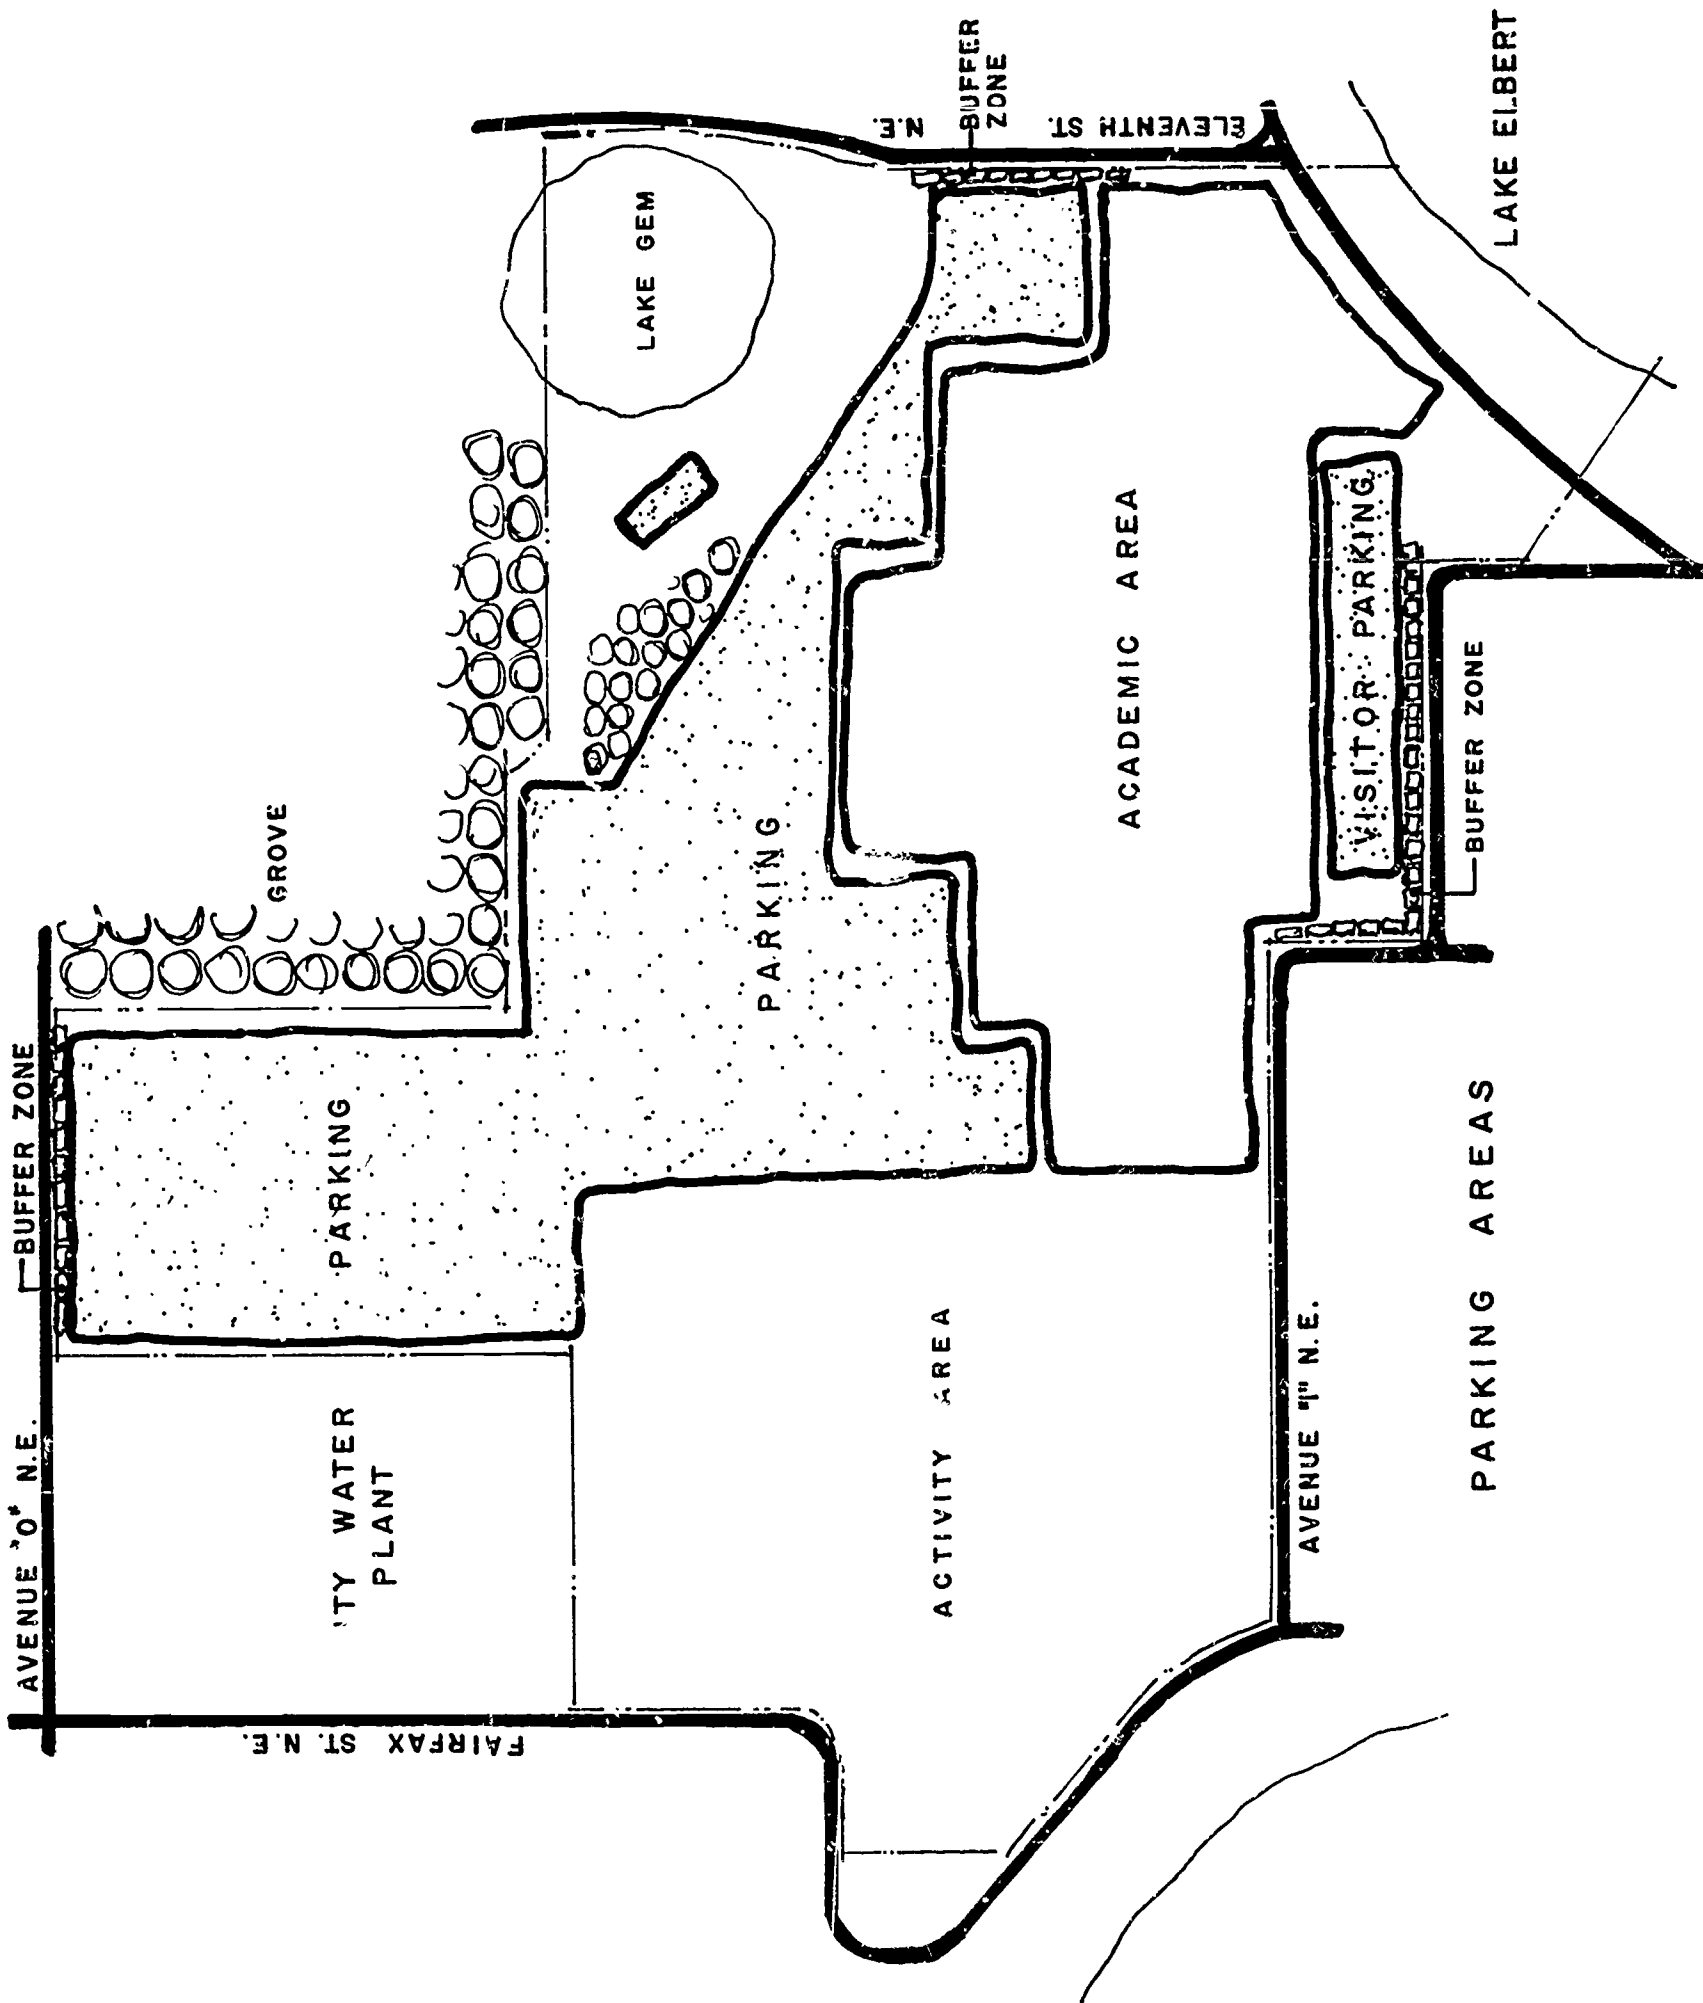 AVENUE "O" N.E.
BUFFER ZONE
GROVE
LAKE GEM
N.E.
BUFFER
ZONE
ELEVENTH ST.
LAKE ELBERT
TY WATER
PLANT
PARKING
PARKING
FAIRFAX ST. N.E.
ACTIVITY AREA
ACADEMIC AREA
VISITOR PARKING
BUFFER ZONE
AVENUE "I" N.E.
PARKING AREAS